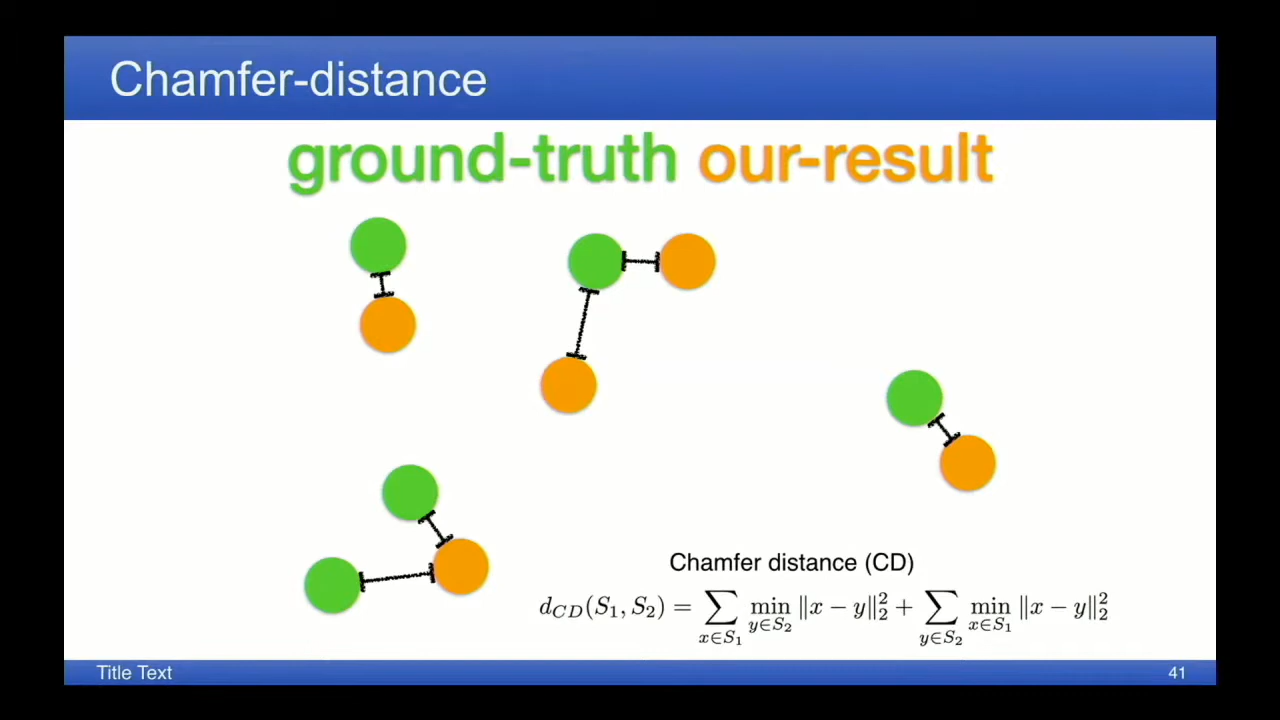 Chamfer-distance
ground-truth our-result
Chamfer distance (CD)
$d_{CD}(S_1, S_2) = \sum_{x \in S_1} \min_{y \in S_2} \|x - y\|_2^2 + \sum_{y \in S_2} \min_{x \in S_1} \|x - y\|_2^2$
Title Text
41